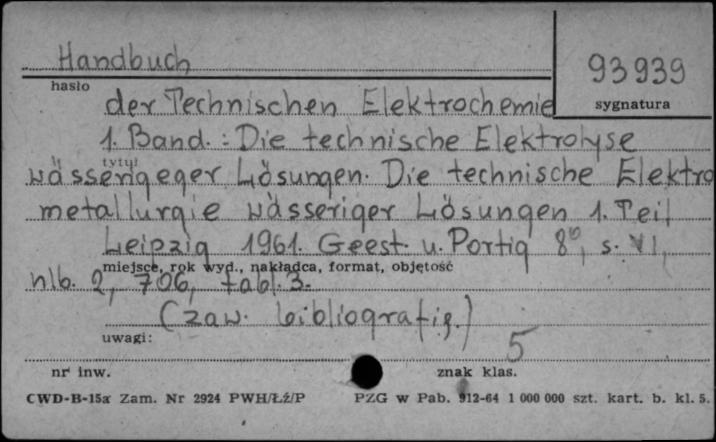 Handbuch
93939
hasło
sygnatura
der Technischen Elektrochemie
1. Band. : Die technische Elektrolyse
tytuł
wässerigeger Lösungen. Die technische Elektro
metallurgie wässeriger Lösungen 1. Teil
Leipzig 1961. Geest. u. Portig 8°, s. VI,
miejsce, rok wyd., nakładca, format, objętość
nlb. 2, 706, tabl. 3.
(zaw. bibliografię.)
uwagi:
5
nr inw.
znak klas.
CWD-B-15a Zam. Nr 2924 PWH/Łź/P
PZG w Pab. 912-64 1 000 000 szt. kart. b. kl. 5.